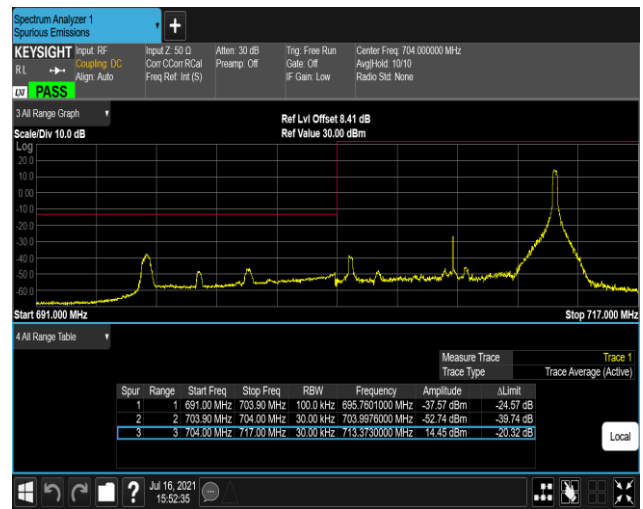 Spectrum Analyzer 1
Spurious Emissions
KEYSIGHT
Input: RF
Coupling: DC
Align: Auto
RL
LXI
PASS
Input Z: 50 Ω
Corr CCorr RCal
Freq Ref: Int (S)
Atten: 30 dB
Preamp: Off
Trig: Free Run
Gate: Off
IF Gain: Low
Center Freq: 704.000000 MHz
Avg|Hold: 10/10
Radio Std: None
3 All Range Graph
Ref Lvl Offset 8.41 dB
Scale/Div 10.0 dB
Ref Value 30.00 dBm
Log
20.0
10.0
0.00
-10.0
-20.0
-30.0
-40.0
-50.0
-60.0
Start 691.000 MHz
Stop 717.000 MHz
4 All Range Table
Measure Trace Trace 1
Trace Type Trace Average (Active)
Spur Range Start Freq Stop Freq RBW Frequency Amplitude ΔLimit
1 1 691.00 MHz 703.90 MHz 100.0 kHz 695.7601000 MHz -37.57 dBm -24.57 dB
2 2 703.90 MHz 704.00 MHz 30.00 kHz 703.9976000 MHz -52.74 dBm -39.74 dB
3 3 704.00 MHz 717.00 MHz 30.00 kHz 713.3730000 MHz 14.45 dBm -20.32 dB
Local
?
Jul 16, 2021
15:52:35